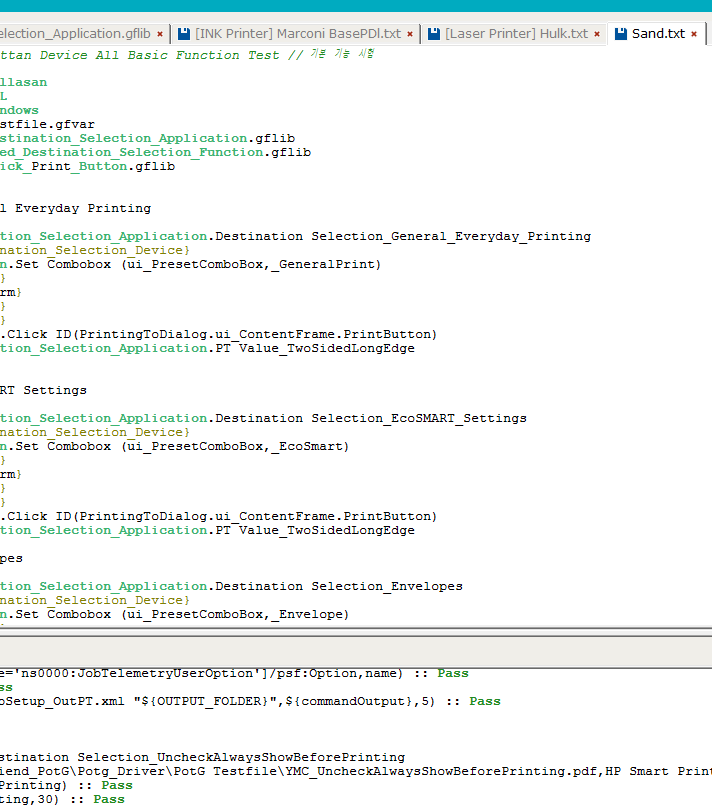 election_Application.gflib × [INK Printer] Marconi BasePDl.txt × [Laser Printer] Hulk.txt × Sand.txt ×
ttan Device All Basic Function Test // 기본 기능 시험
llasan
L
ndows
stfile.gfvar
stination_Selection_Application.gflib
ed_Destination_Selection_Function.gflib
ick_Print_Button.gflib
l Everyday Printing
tion_Selection_Application.Destination Selection_General_Everyday_Printing
nation_Selection_Device}
n.Set Combobox (ui_PresetComboBox,_GeneralPrint)
}
rm}
}
}
.Click ID(PrintingToDialog.ui_ContentFrame.PrintButton)
tion_Selection_Application.PT Value_TwoSidedLongEdge
RT Settings
tion_Selection_Application.Destination Selection_EcoSMART_Settings
nation_Selection_Device}
n.Set Combobox (ui_PresetComboBox,_EcoSmart)
}
rm}
}
}
.Click ID(PrintingToDialog.ui_ContentFrame.PrintButton)
tion_Selection_Application.PT Value_TwoSidedLongEdge
opes
tion_Selection_Application.Destination Selection_Envelopes
nation_Selection_Device}
n.Set Combobox (ui_PresetComboBox,_Envelope)
e='ns0000:JobTelemetryUserOption']/psf:Option,name) :: Pass
ss
oSetup_OutPT.xml "${OUTPUT_FOLDER}",${commandOutput},5) :: Pass
stination Selection_UncheckAlwaysShowBeforePrinting
iend_PotG\Potg_Driver\PotG Testfile\YMC_UncheckAlwaysShowBeforePrinting.pdf,HP Smart Print
Printing) :: Pass
ting,30) :: Pass